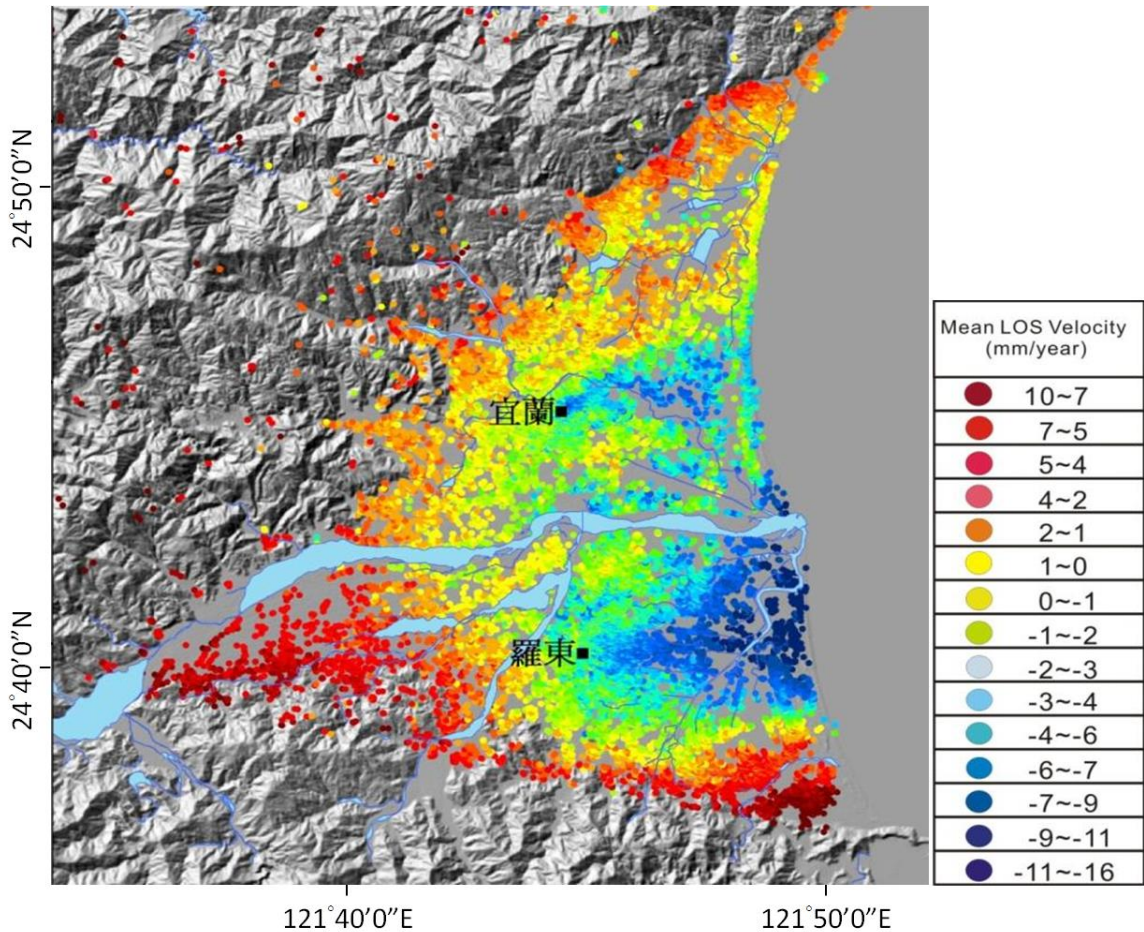 24°50'0"N
宜蘭
羅東
24°40'0"N
121°40'0"E
121°50'0"E
Mean LOS Velocity
(mm/year)
10~7
7~5
5~4
4~2
2~1
1~0
0~-1
-1~-2
-2~-3
-3~-4
-4~-6
-6~-7
-7~-9
-9~-11
-11~-16